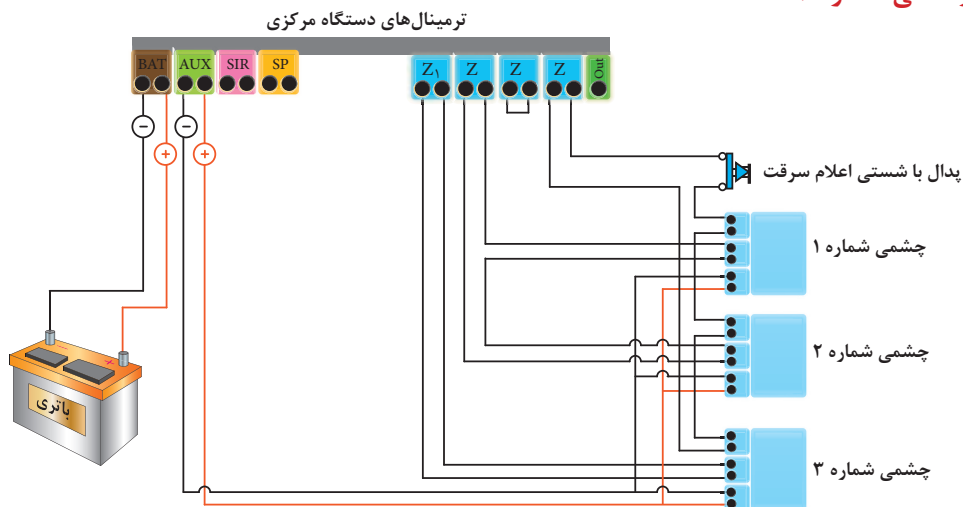 ترمینال‌های دستگاه مرکزی
BAT AUX SIR SP Z۱ Z Z Z Out
− + − +
پدال با شستی اعلام سرقت
چشمی شماره ۱
چشمی شماره ۲
چشمی شماره ۳
− +
باتری